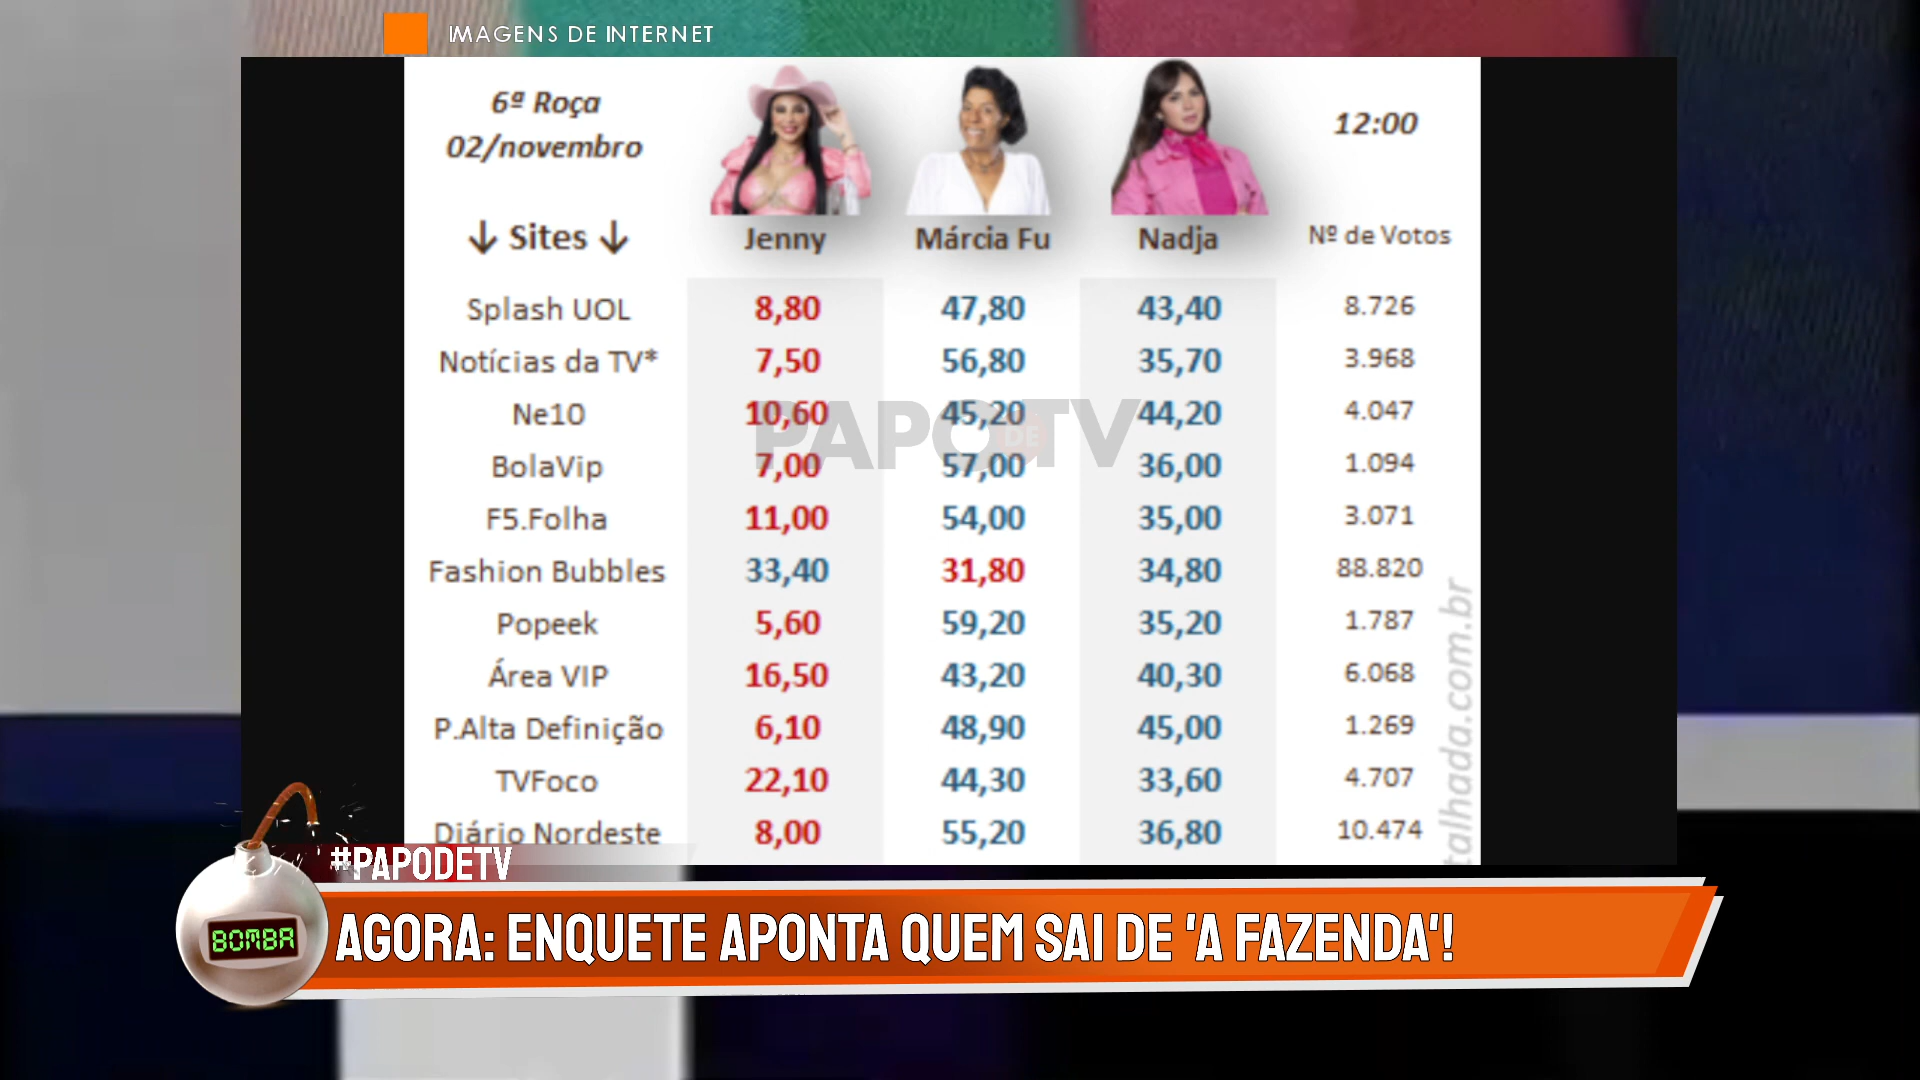 IMAGENS DE INTERNET
6ª Roça
02/novembro
12:00
↓ Sites ↓ Jenny Márcia Fu Nadja Nº de Votos
Splash UOL 8,80 47,80 43,40 8.726
Notícias da TV* 7,50 56,80 35,70 3.968
Ne10 10,60 45,20 44,20 4.047
PAPO DE TV
BolaVip 7,00 57,00 36,00 1.094
F5.Folha 11,00 54,00 35,00 3.071
Fashion Bubbles 33,40 31,80 34,80 88.820
Popeek 5,60 59,20 35,20 1.787
Área VIP 16,50 43,20 40,30 6.068
P.Alta Definição 6,10 48,90 45,00 1.269
TVFoco 22,10 44,30 33,60 4.707
Diário Nordeste 8,00 55,20 36,80 10.474
talhada.com.br
#PAPODETV
BOMBA
AGORA: ENQUETE APONTA QUEM SAI DE 'A FAZENDA'!